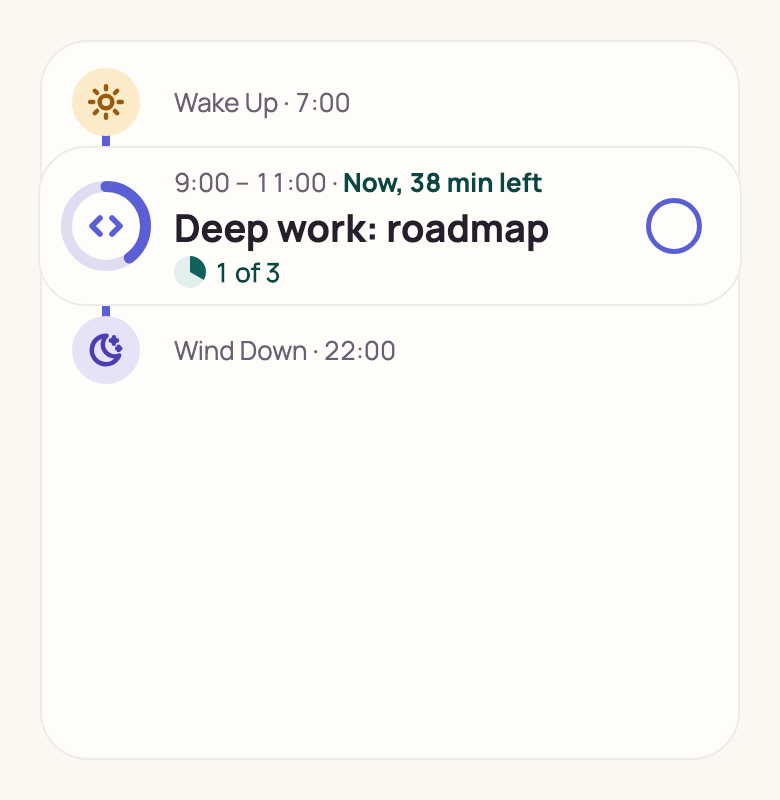 Wake Up · 7:00
9:00 – 11:00 · Now, 38 min left
Deep work: roadmap
1 of 3
Wind Down · 22:00